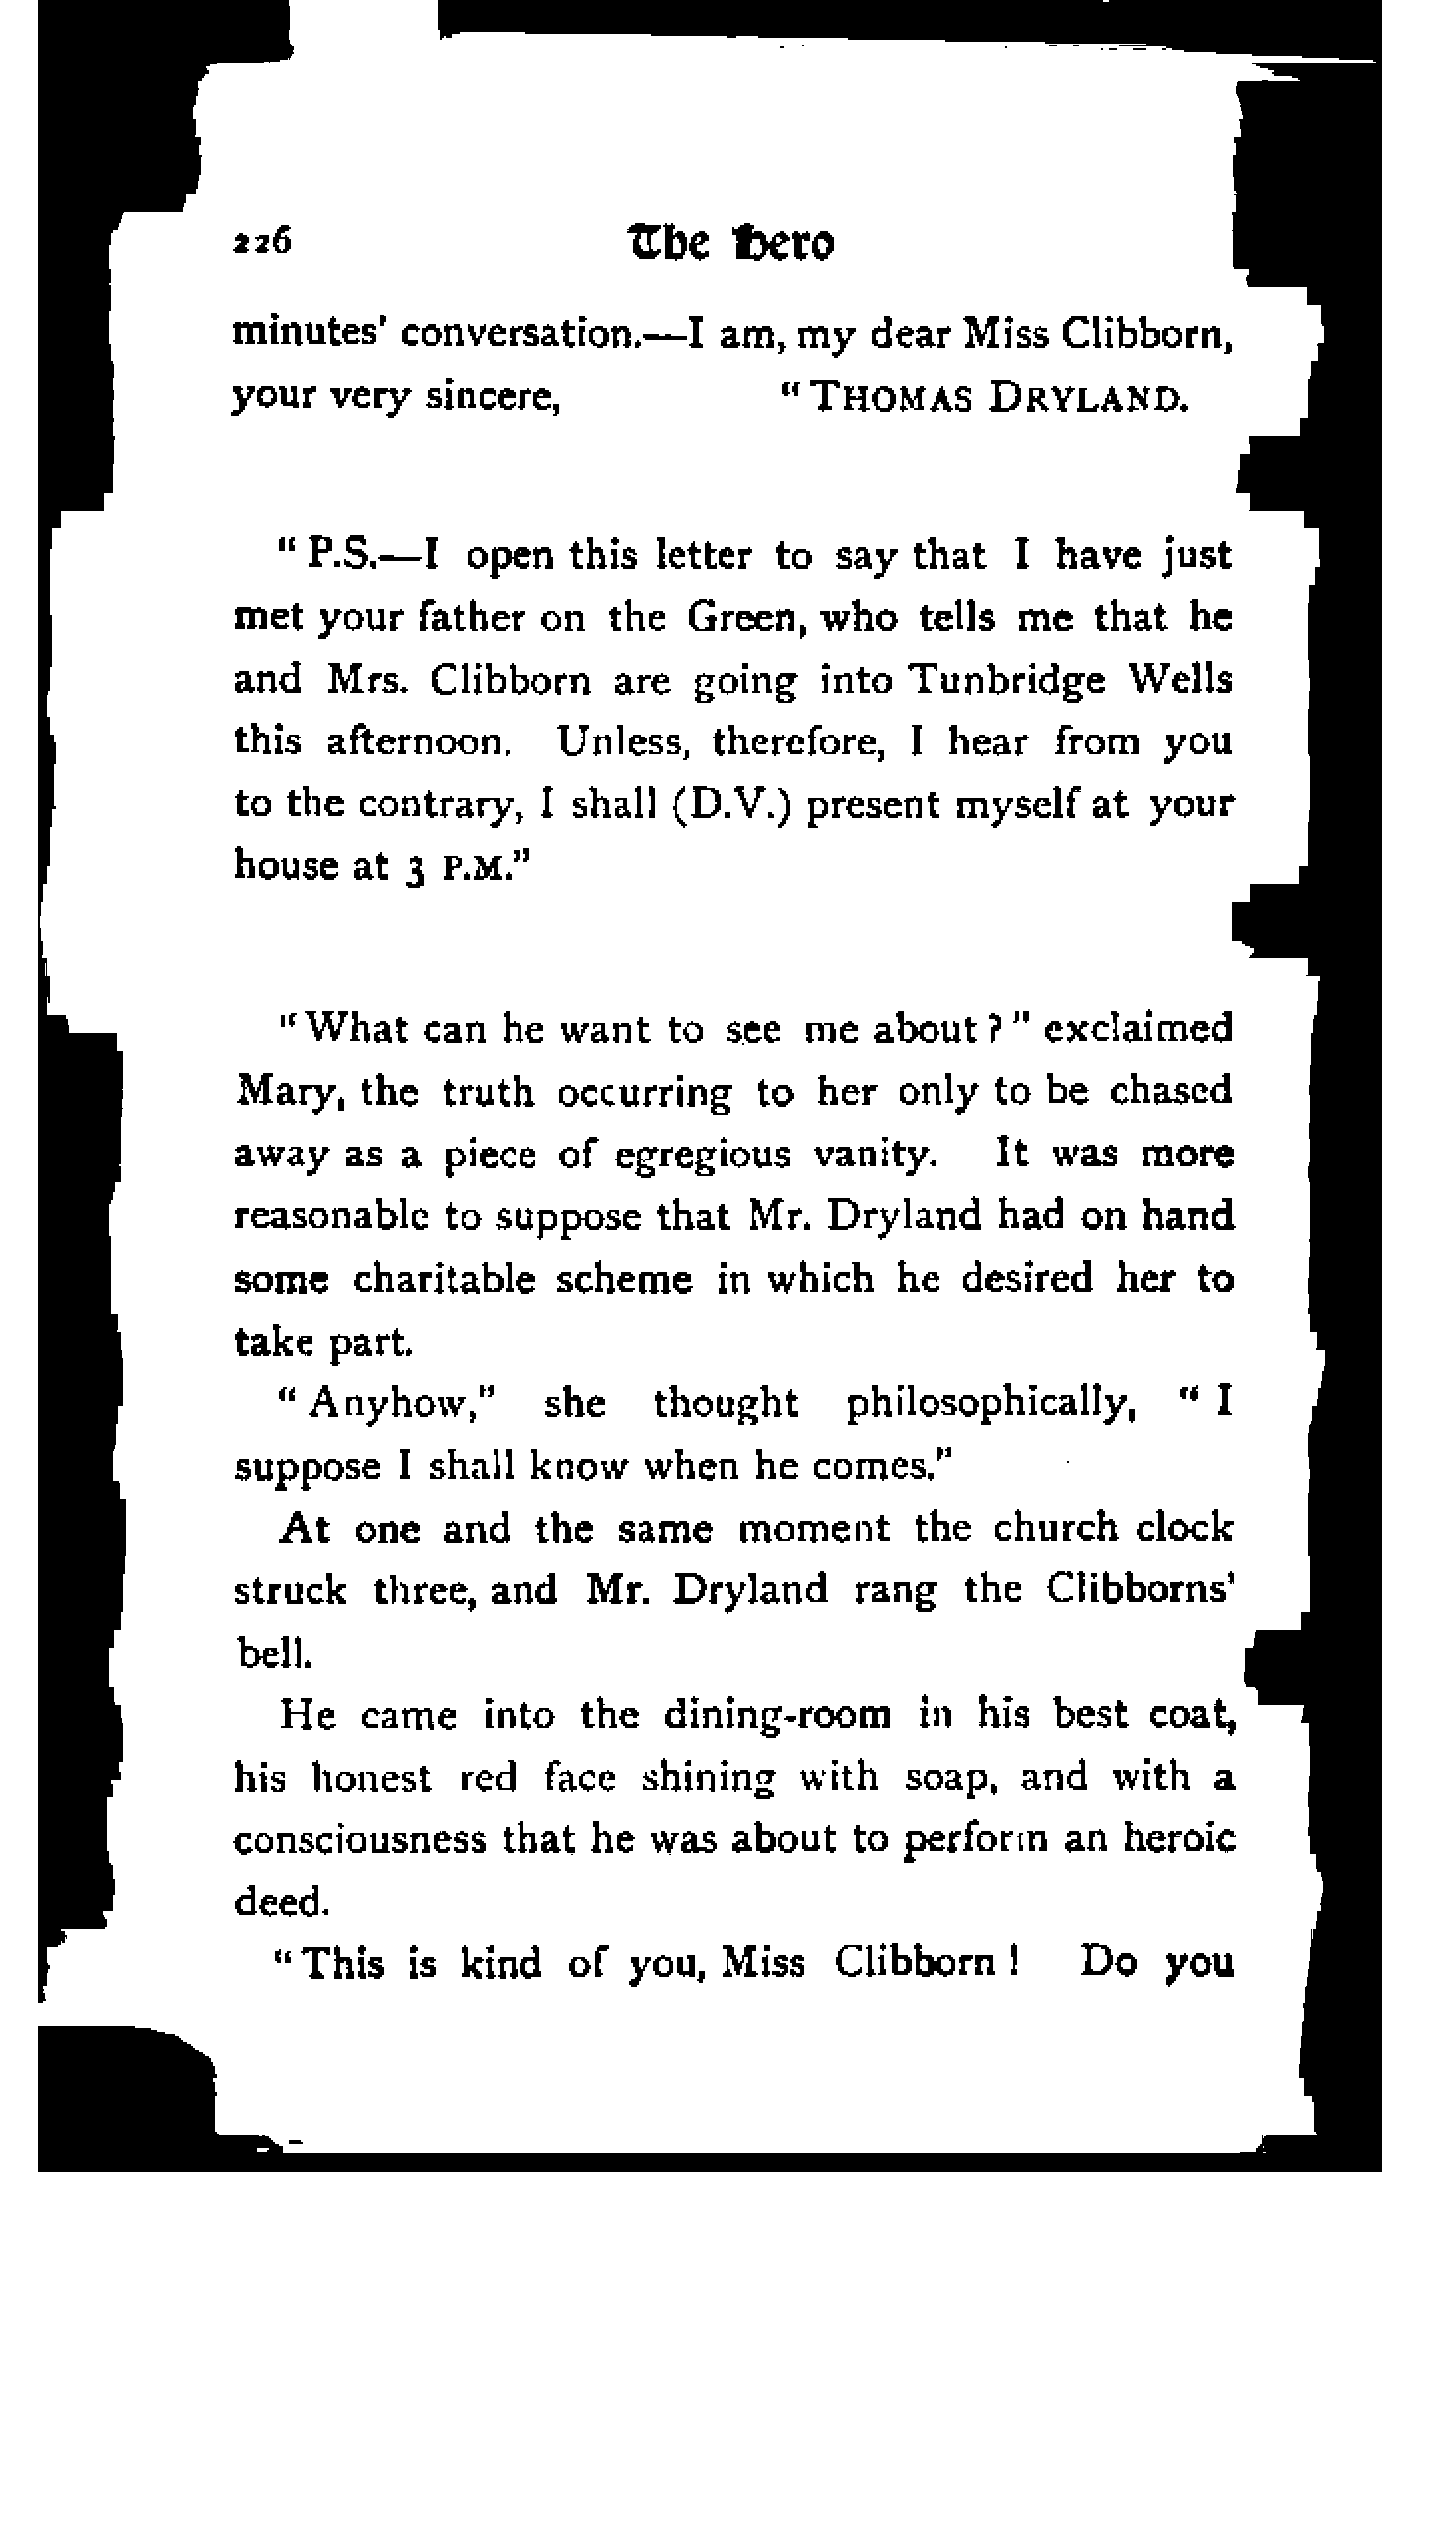 226 The Hero
minutes' conversation.—I am, my dear Miss Clibborn,
your very sincere, "THOMAS DRYLAND.
"P.S.—I open this letter to say that I have just
met your father on the Green, who tells me that he
and Mrs. Clibborn are going into Tunbridge Wells
this afternoon. Unless, therefore, I hear from you
to the contrary, I shall (D.V.) present myself at your
house at 3 P.M."
"What can he want to see me about?" exclaimed
Mary, the truth occurring to her only to be chased
away as a piece of egregious vanity. It was more
reasonable to suppose that Mr. Dryland had on hand
some charitable scheme in which he desired her to
take part.
"Anyhow," she thought philosophically, "I
suppose I shall know when he comes."
At one and the same moment the church clock
struck three, and Mr. Dryland rang the Clibborns'
bell.
He came into the dining-room in his best coat,
his honest red face shining with soap, and with a
consciousness that he was about to perform an heroic
deed.
"This is kind of you, Miss Clibborn! Do you